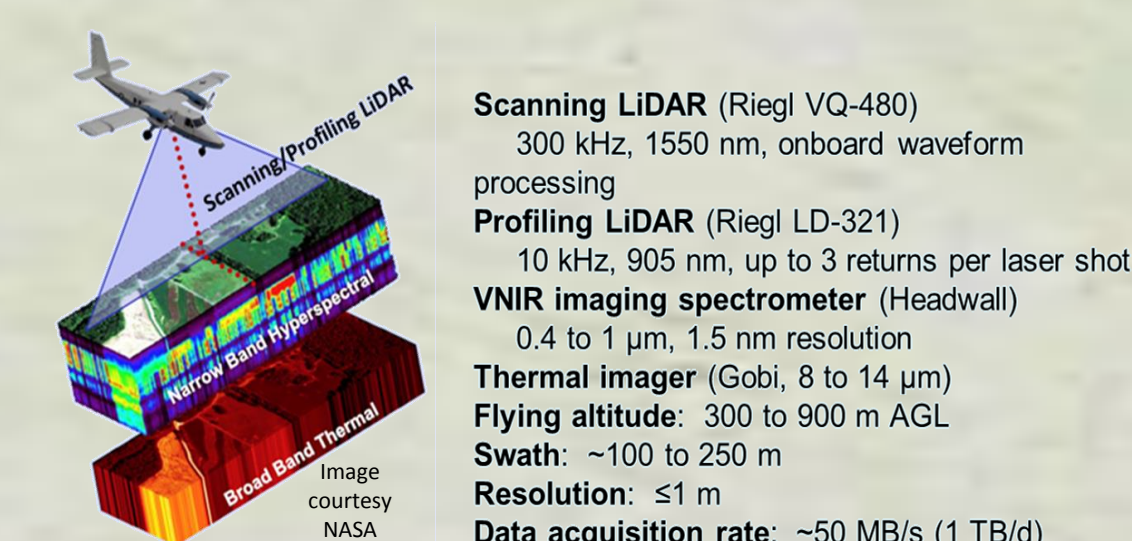 Scanning/Profiling LiDAR
Narrow Band Hyperspectral
Broad Band Thermal
Image
courtesy
NASA
Scanning LiDAR (Riegl VQ-480)
300 kHz, 1550 nm, onboard waveform
processing
Profiling LiDAR (Riegl LD-321)
10 kHz, 905 nm, up to 3 returns per laser shot
VNIR imaging spectrometer (Headwall)
0.4 to 1 µm, 1.5 nm resolution
Thermal imager (Gobi, 8 to 14 µm)
Flying altitude: 300 to 900 m AGL
Swath: ~100 to 250 m
Resolution: ≤1 m
Data acquisition rate: ~50 MB/s (1 TB/d)